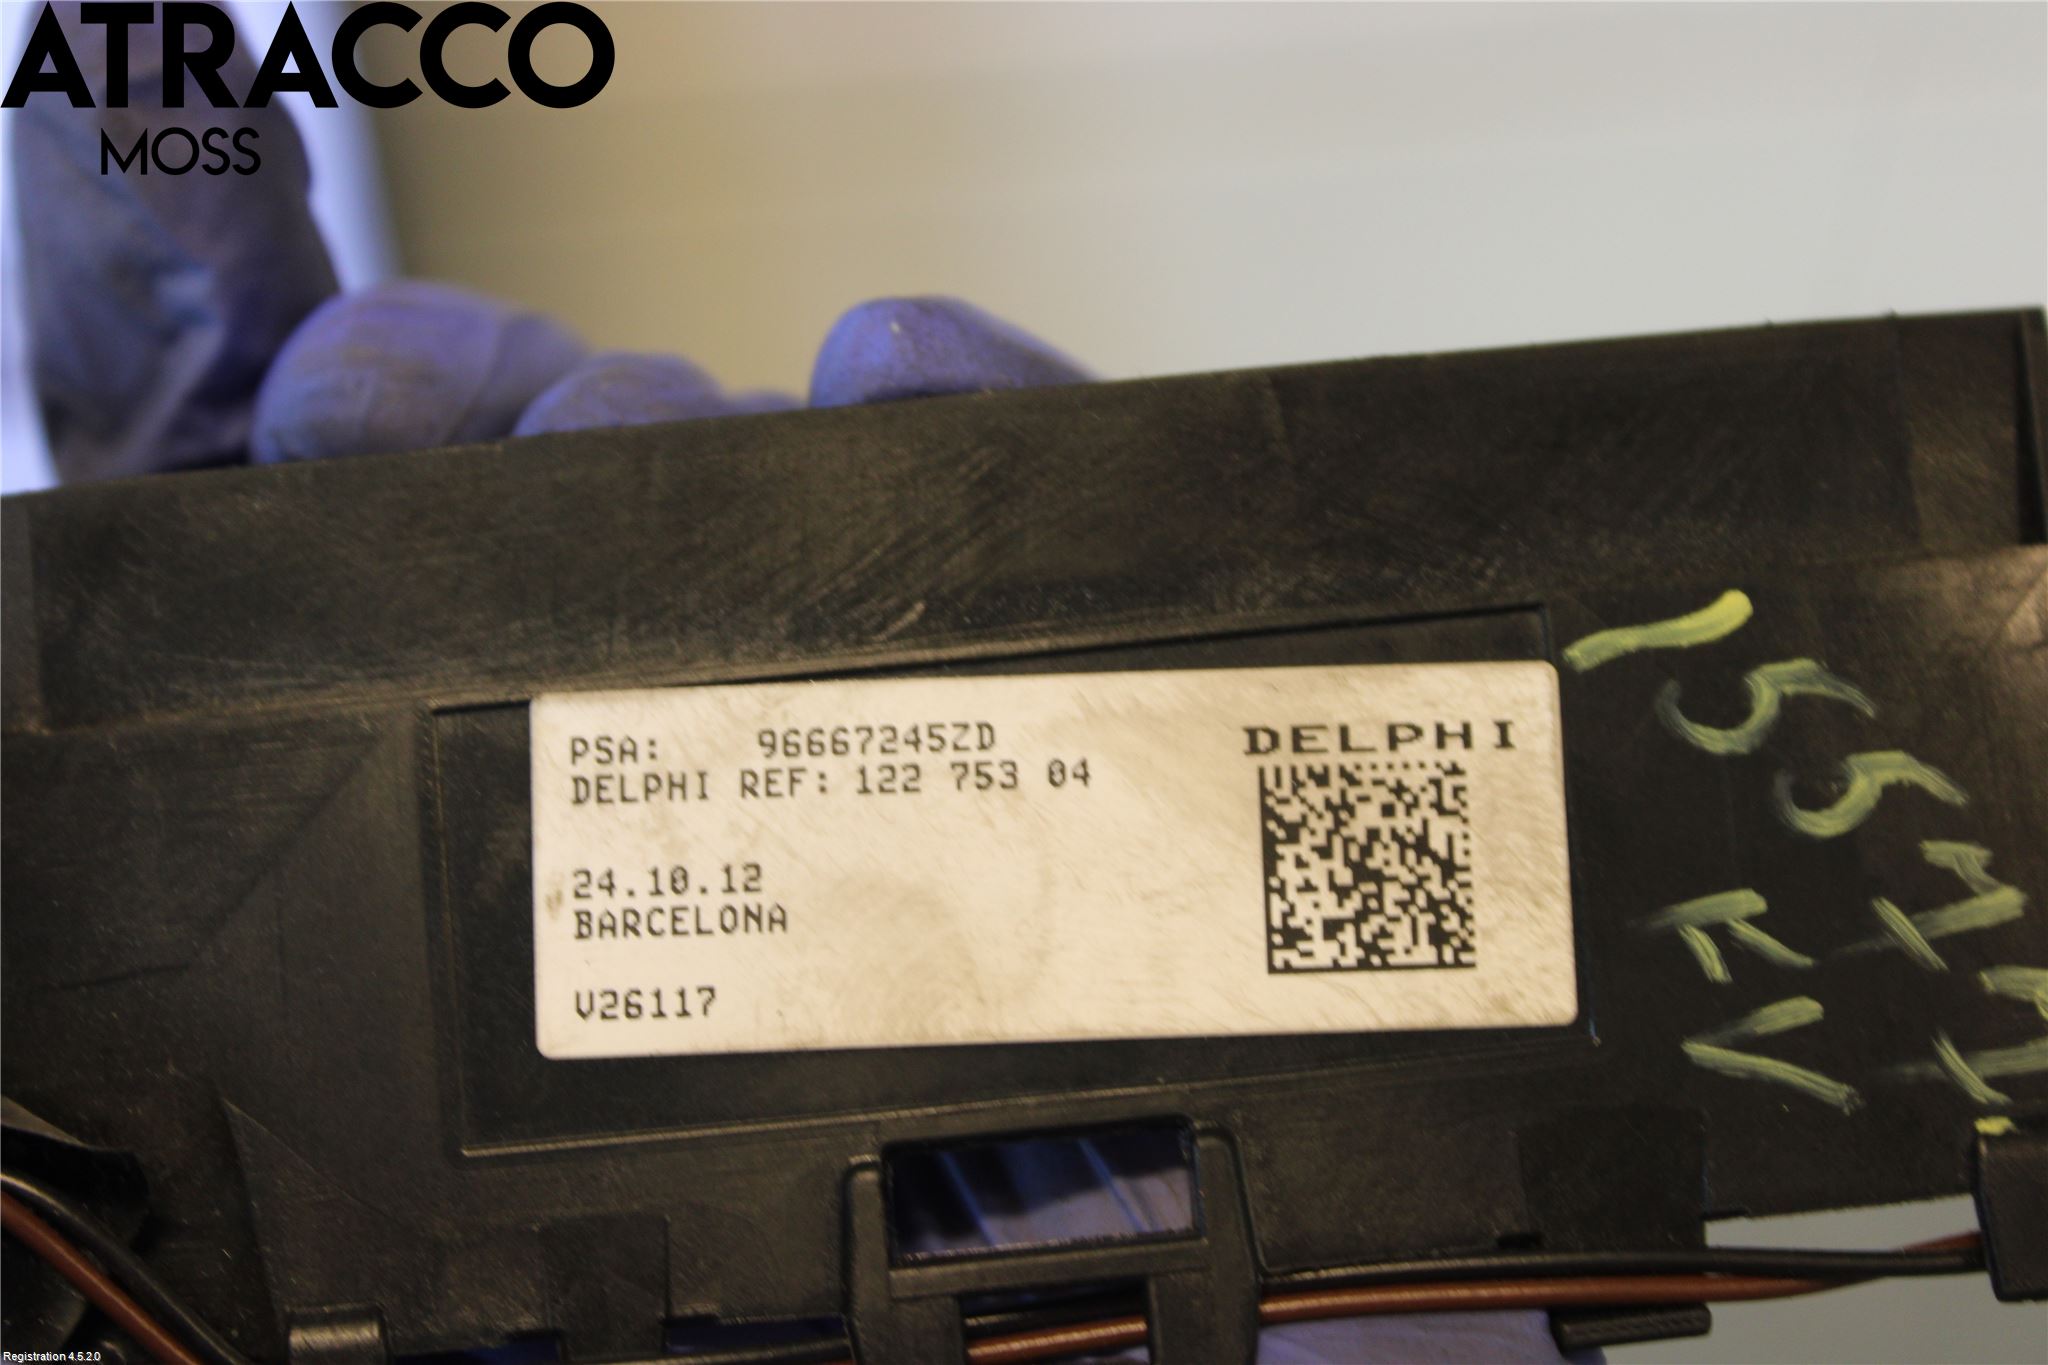 ATRACCO
MOSS
PSA: 96667245ZD
DELPHI REF: 122 753 04
DELPHI
24.10.12
BARCELONA
V26117
Registration 4.5.2.0